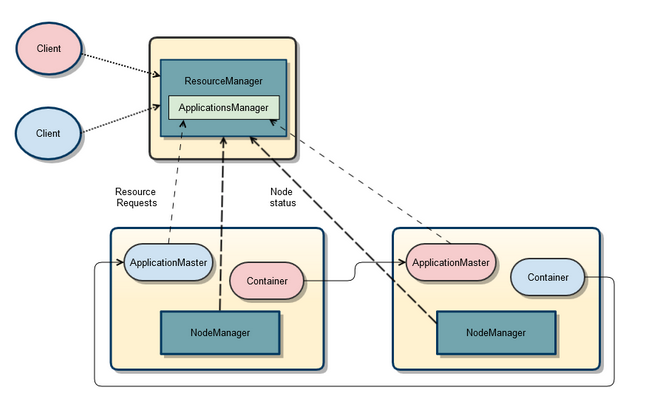 Client
ResourceManager
ApplicationsManager
Client
Resource
Requests
Node
status
ApplicationMaster
Container
NodeManager
ApplicationMaster
Container
NodeManager